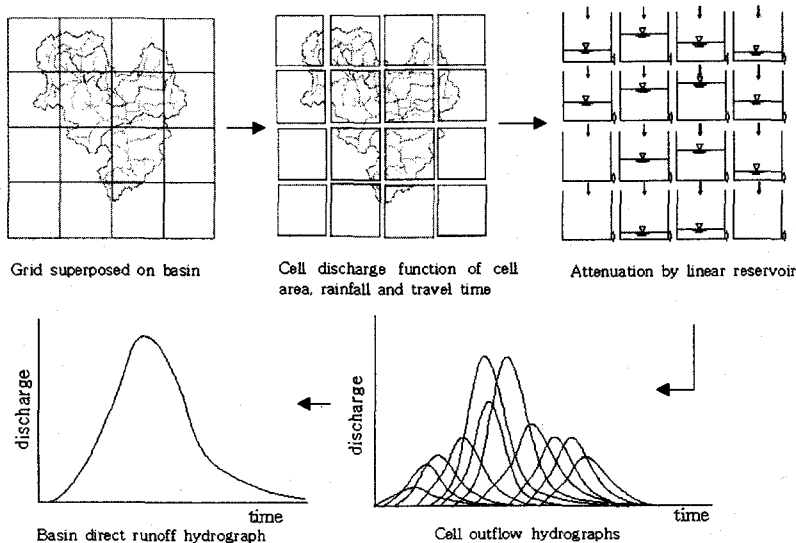 Grid superposed on basin
Cell discharge function of cell
area, rainfall and travel time
Attenuation by linear reservoir
discharge
time
Basin direct runoff hydrograph
discharge
time
Cell outflow hydrographs